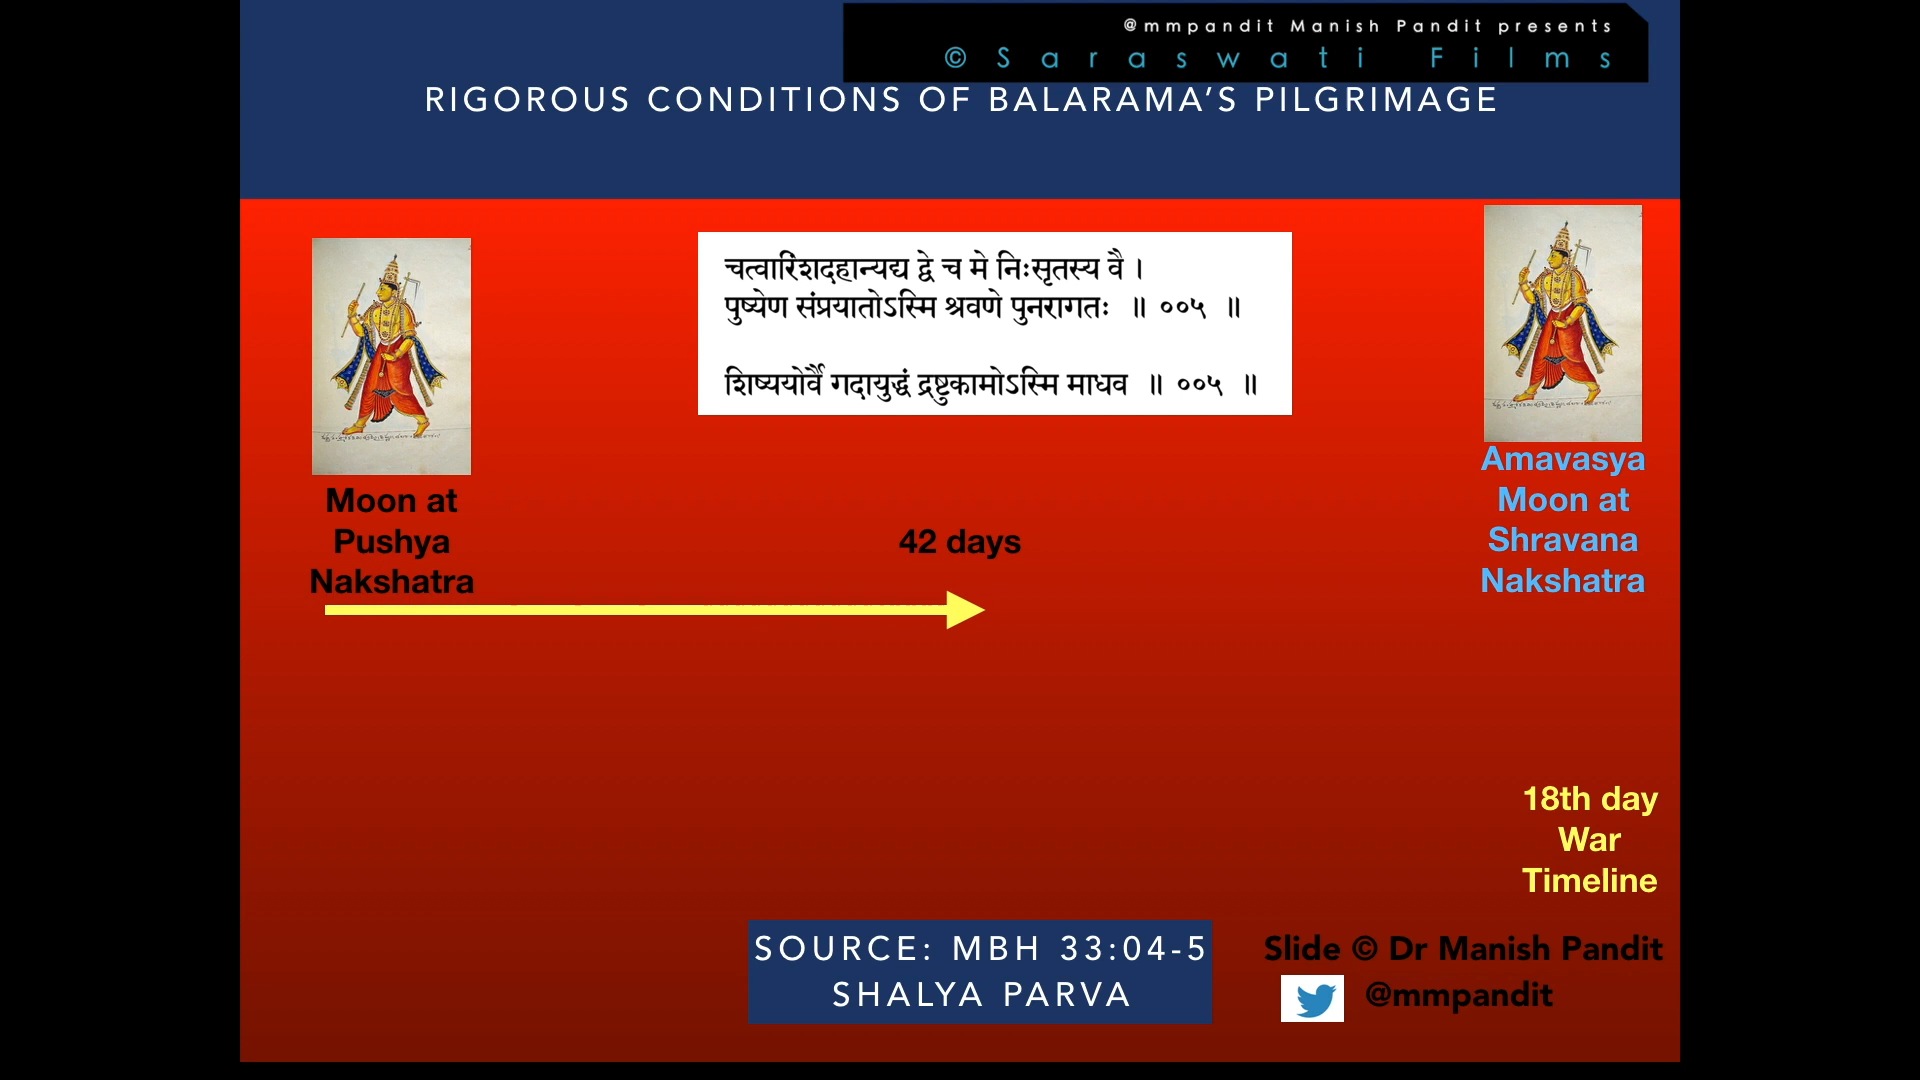 @mmpandit Manish Pandit presents
© Saraswati Films
RIGOROUS CONDITIONS OF BALARAMA’S PILGRIMAGE
चत्वारिंशदहान्यद्य द्वे च मे निःसृतस्य वै ।
पुष्येण संप्रयातोऽस्मि श्रवणे पुनरागतः ॥ ००५ ॥
शिष्ययोर्वै गदायुद्धं द्रष्टुकामोऽस्मि माधव ॥ ००५ ॥
Moon at
Pushya
Nakshatra
42 days
Amavasya
Moon at
Shravana
Nakshatra
18th day
War
Timeline
SOURCE: MBH 33:04-5
SHALYA PARVA
Slide © Dr Manish Pandit
@mmpandit